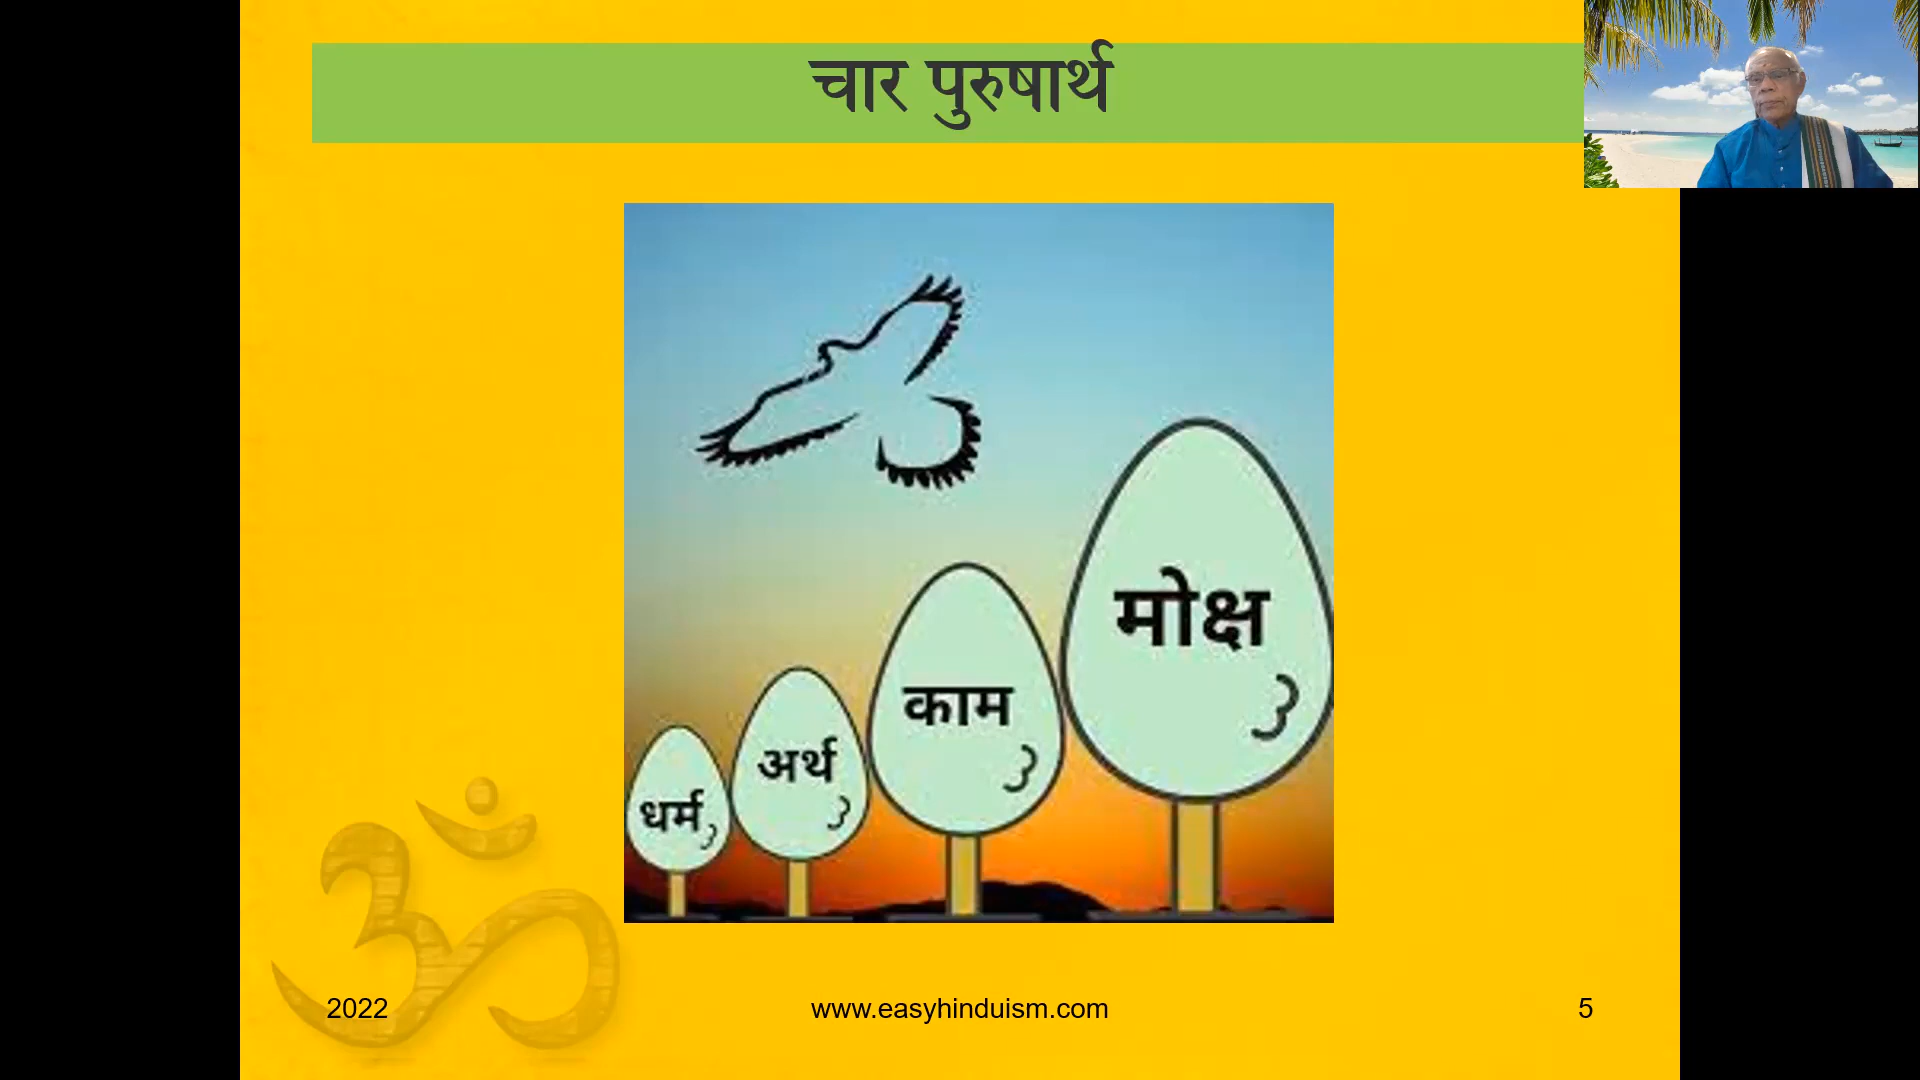 चार पुरुषार्थ
मोक्ष
काम
अर्थ
धर्म
2022
www.easyhinduism.com
5